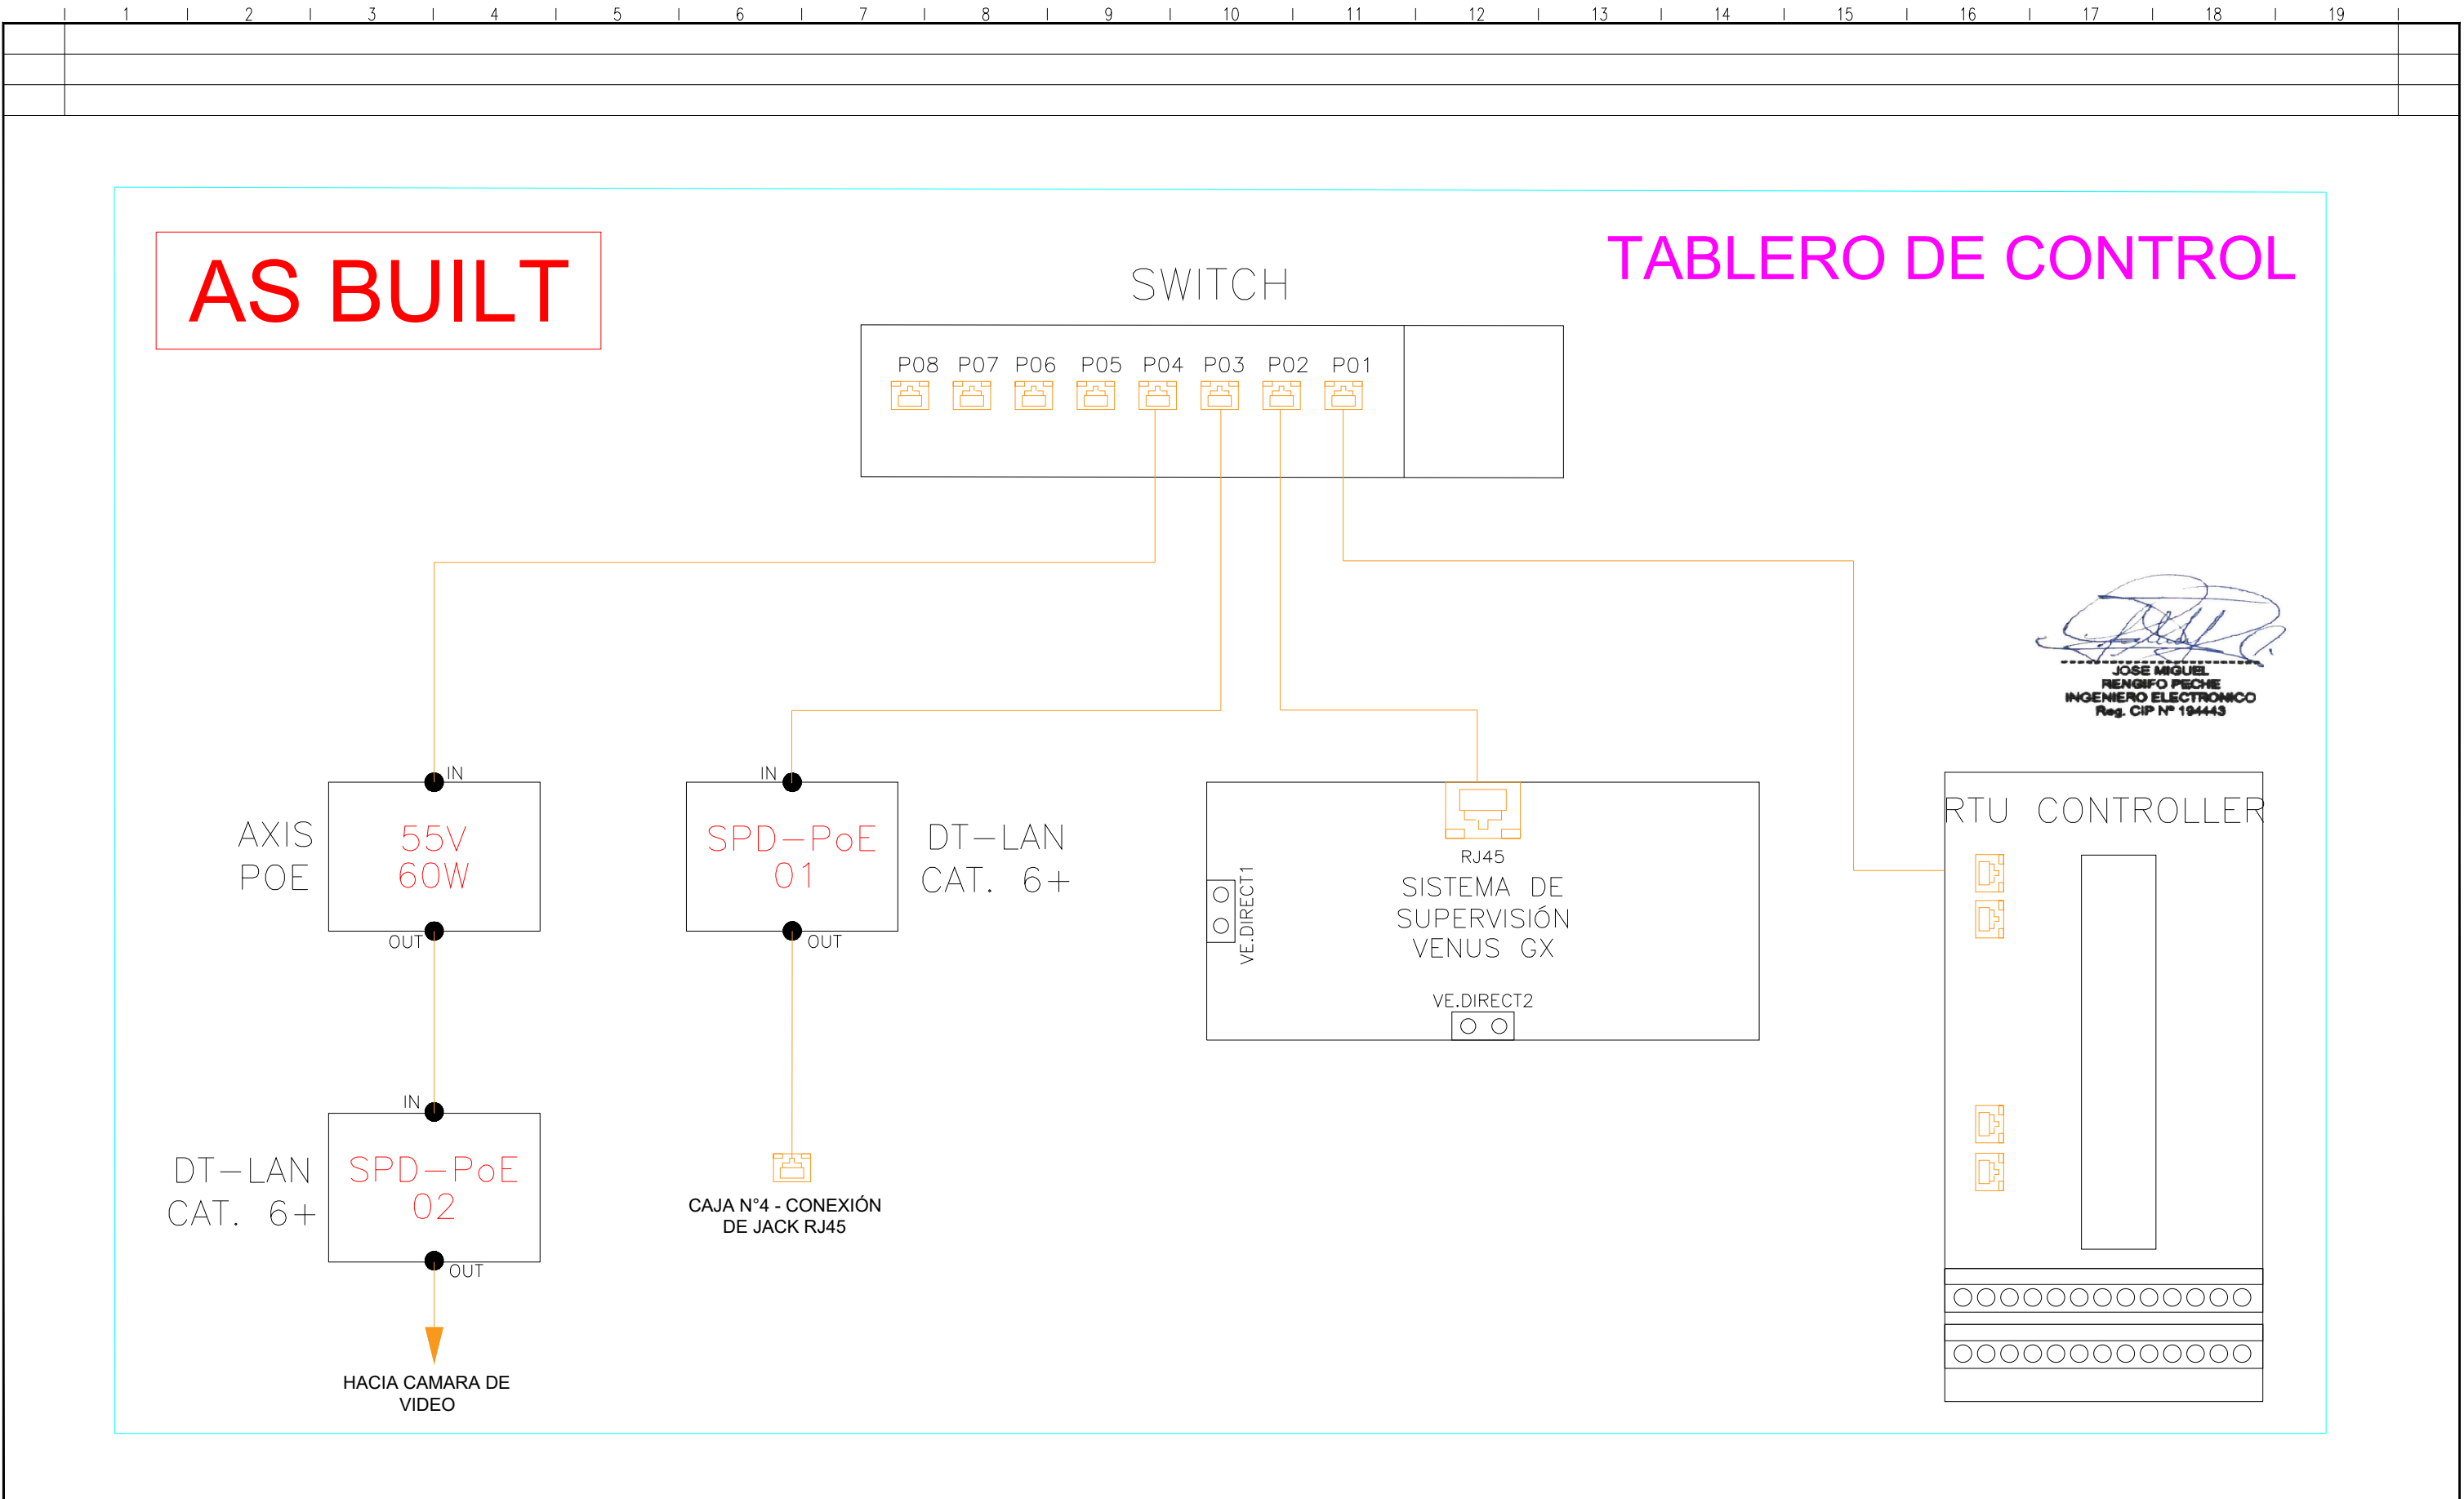 1 2 3 4 5 6 7 8 9 10 11 12 13 14 15 16 17 18 19
AS BUILT
TABLERO DE CONTROL
SWITCH
P08 P07 P06 P05 P04 P03 P02 P01
JOSE MIGUEL
RENGIFO PECHE
INGENIERO ELECTRONICO
Reg. CIP Nº 194443
IN
AXIS
POE
55V
60W
OUT
IN
SPD-PoE
01
DT-LAN
CAT. 6+
OUT
RJ45
SISTEMA DE
SUPERVISIÓN
VENUS GX
VE.DIRECT1
VE.DIRECT2
RTU CONTROLLER
IN
DT-LAN
CAT. 6+
SPD-PoE
02
OUT
CAJA N°4 - CONEXIÓN
DE JACK RJ45
HACIA CAMARA DE
VIDEO